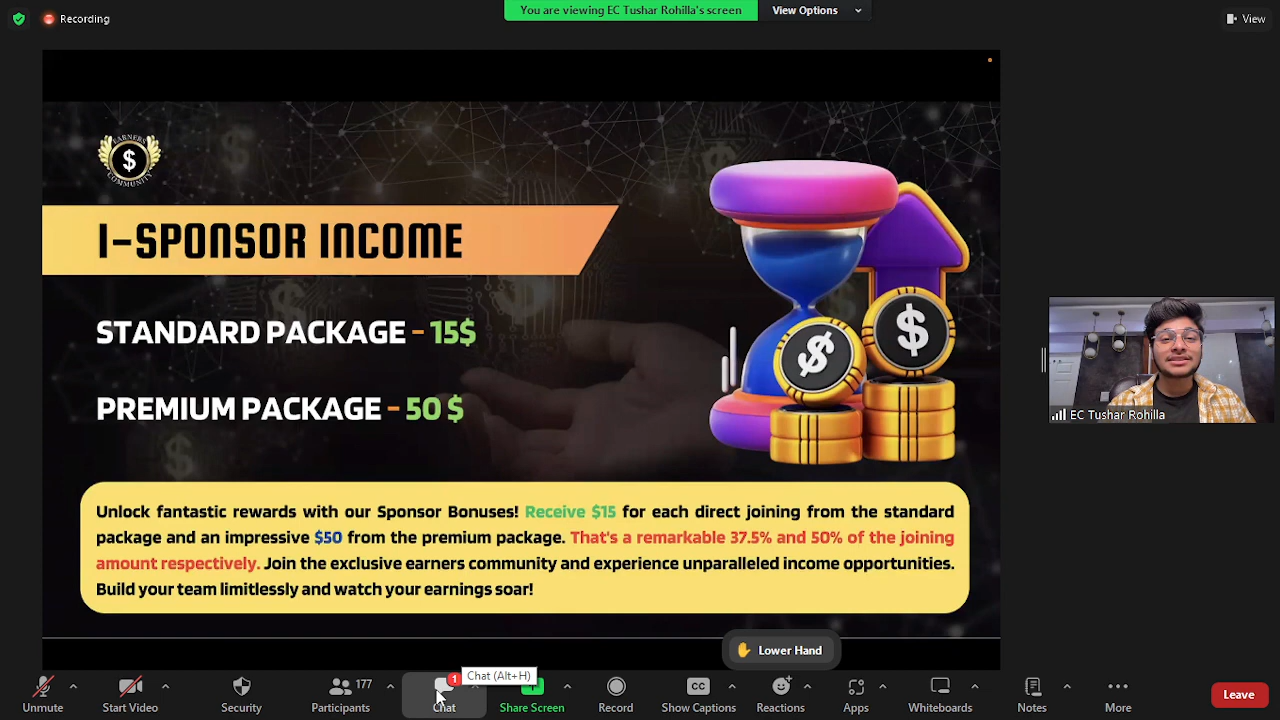 Recording
You are viewing EC Tushar Rohilla's screen
View Options
View
EARNERS
$
COMMUNITY
I-SPONSOR INCOME
STANDARD PACKAGE - 15$
PREMIUM PACKAGE - 50 $
$
$
Unlock fantastic rewards with our Sponsor Bonuses! Receive $15 for each direct joining from the standard
package and an impressive $50 from the premium package. That's a remarkable 37.5% and 50% of the joining
amount respectively. Join the exclusive earners community and experience unparalleled income opportunities.
Build your team limitlessly and watch your earnings soar!
EC Tushar Rohilla
Lower Hand
Chat (Alt+H)
1
177
CC
Unmute
Start Video
Security
Participants
Chat
Share Screen
Record
Show Captions
Reactions
Apps
Whiteboards
Notes
More
Leave